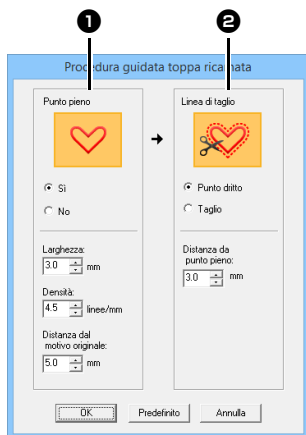 1 2
Procedura guidata toppa ricamata
Punto pieno
Sì
No
Larghezza:
3.0 mm
Densità:
4.5 linee/mm
Distanza dal
motivo originale:
5.0 mm
Linea di taglio
Punto dritto
Taglio
Distanza da
punto pieno:
3.0 mm
OK Predefinito Annulla